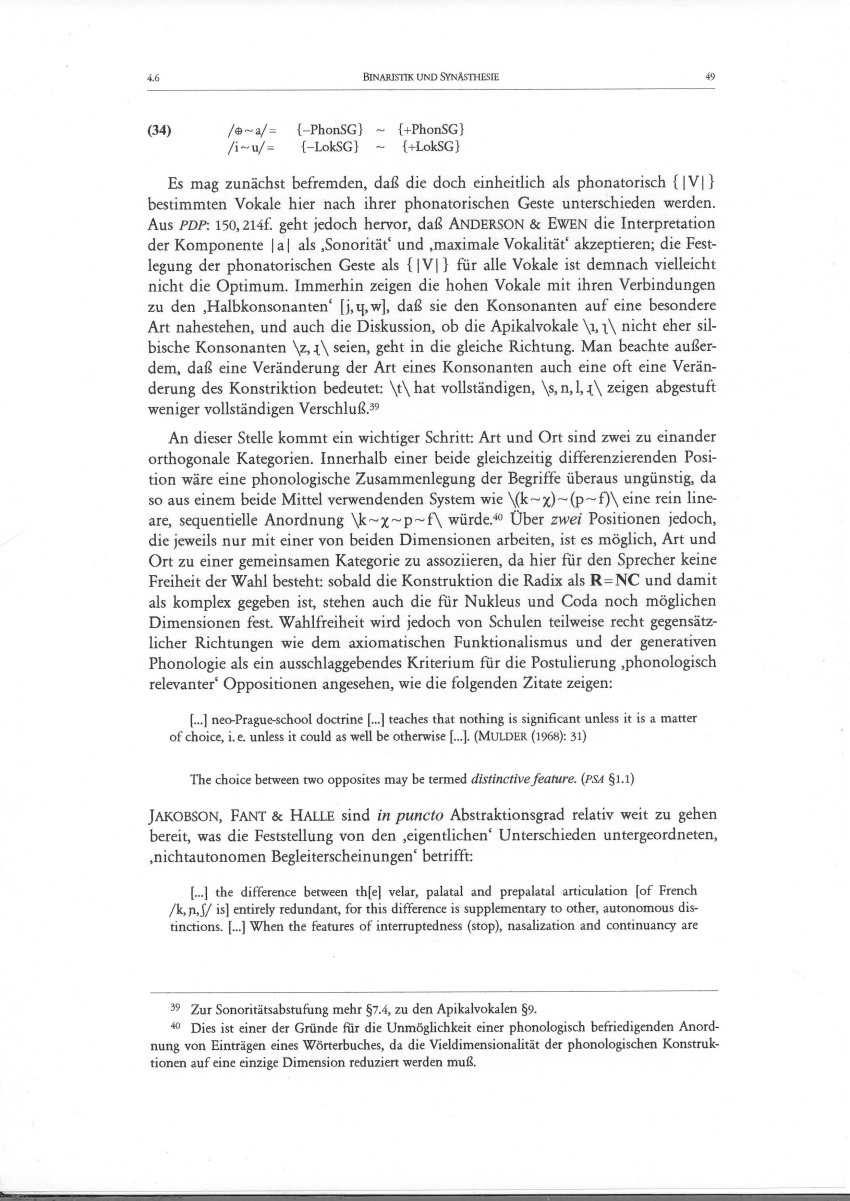 4.6 BINARISTIK UND SYNÄSTHESIE 49
(34) /ɵ~a/= {–PhonSG} ~ {+PhonSG}
/i~u/= {–LokSG} ~ {+LokSG}
Es mag zunächst befremden, daß die doch einheitlich als phonatorisch {|V|}
bestimmten Vokale hier nach ihrer phonatorischen Geste unterschieden werden.
Aus PDP: 150, 214f. geht jedoch hervor, daß ANDERSON & EWEN die Interpretation
der Komponente |a| als ‚Sonorität‘ und ‚maximale Vokalität‘ akzeptieren; die Fest-
legung der phonatorischen Geste als {|V|} für alle Vokale ist demnach vielleicht
nicht die Optimum. Immerhin zeigen die hohen Vokale mit ihren Verbindungen
zu den ‚Halbkonsonanten‘ [j, ɥ, w], daß sie den Konsonanten auf eine besondere
Art nahestehen, und auch die Diskussion, ob die Apikalvokale \ɿ, ʅ\ nicht eher sil-
bische Konsonanten \z, ɻ\ seien, geht in die gleiche Richtung. Man beachte außer-
dem, daß eine Veränderung der Art eines Konsonanten auch eine oft eine Verän-
derung des Konstriktion bedeutet: \t\ hat vollständigen, \s, n, l, ɻ\ zeigen abgestuft
weniger vollständigen Verschluß.³⁹
An dieser Stelle kommt ein wichtiger Schritt: Art und Ort sind zwei zu einander
orthogonale Kategorien. Innerhalb einer beide gleichzeitig differenzierenden Posi-
tion wäre eine phonologische Zusammenlegung der Begriffe überaus ungünstig, da
so aus einem beide Mittel verwendenden System wie \(k~χ)~(p~f)\ eine rein line-
are, sequentielle Anordnung \k~χ~p~f\ würde.⁴⁰ Über zwei Positionen jedoch,
die jeweils nur mit einer von beiden Dimensionen arbeiten, ist es möglich, Art und
Ort zu einer gemeinsamen Kategorie zu assoziieren, da hier für den Sprecher keine
Freiheit der Wahl besteht: sobald die Konstruktion die Radix als R=NC und damit
als komplex gegeben ist, stehen auch die für Nukleus und Coda noch möglichen
Dimensionen fest. Wahlfreiheit wird jedoch von Schulen teilweise recht gegensätz-
licher Richtungen wie dem axiomatischen Funktionalismus und der generativen
Phonologie als ein ausschlaggebendes Kriterium für die Postulierung ‚phonologisch
relevanter‘ Oppositionen angesehen, wie die folgenden Zitate zeigen:
[...] neo-Prague-school doctrine [...] teaches that nothing is significant unless it is a matter
of choice, i. e. unless it could as well be otherwise [...]. (MULDER (1968): 31)
The choice between two opposites may be termed distinctive feature. (PSA §1.1)
JAKOBSON, FANT & HALLE sind in puncto Abstraktionsgrad relativ weit zu gehen
bereit, was die Feststellung von den ‚eigentlichen‘ Unterschieden untergeordneten,
‚nichtautonomen Begleiterscheinungen‘ betrifft:
[...] the difference between th[e] velar, palatal and prepalatal articulation [of French
/k, ɲ, ʃ/ is] entirely redundant, for this difference is supplementary to other, autonomous dis-
tinctions. [...] When the features of interruptedness (stop), nasalization and continuancy are
39 Zur Sonoritätsabstufung mehr §7.4, zu den Apikalvokalen §9.
40 Dies ist einer der Gründe für die Unmöglichkeit einer phonologisch befriedigenden Anord-
nung von Einträgen eines Wörterbuches, da die Vieldimensionalität der phonologischen Konstruk-
tionen auf eine einzige Dimension reduziert werden muß.